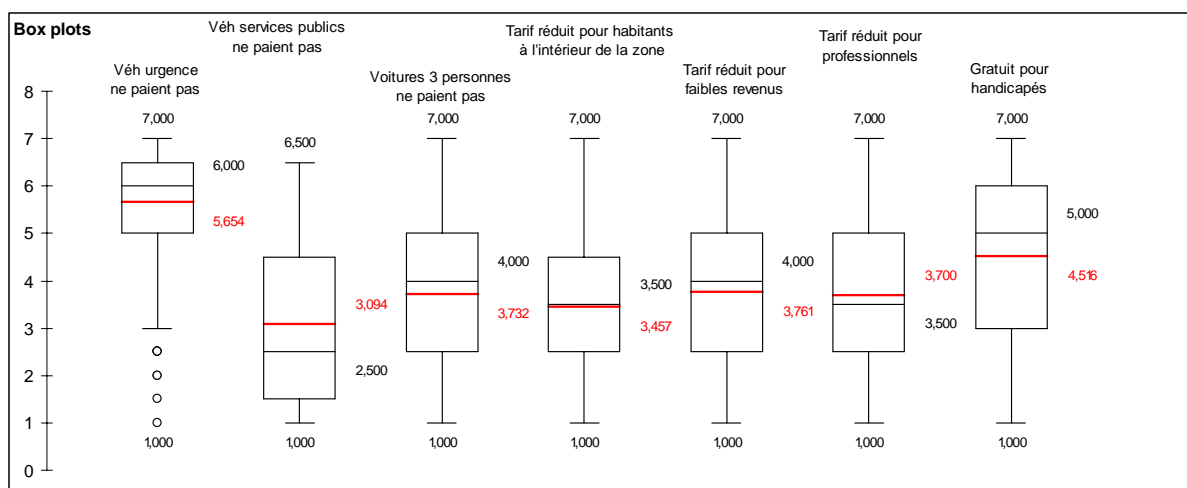 Box plots
Véh services publics
ne paient pas
Tarif réduit pour habitants
à l'intérieur de la zone
Tarif réduit pour
professionnels
Véh urgence
ne paient pas
Voitures 3 personnes
ne paient pas
Tarif réduit pour
faibles revenus
Gratuit pour
handicapés
8
7
6
5
4
3
2
1
0
7,000
6,000
5,654
1,000
6,500
3,094
2,500
1,000
7,000
4,000
3,732
1,000
7,000
3,500
3,457
1,000
7,000
4,000
3,761
1,000
7,000
3,700
3,500
1,000
7,000
5,000
4,516
1,000